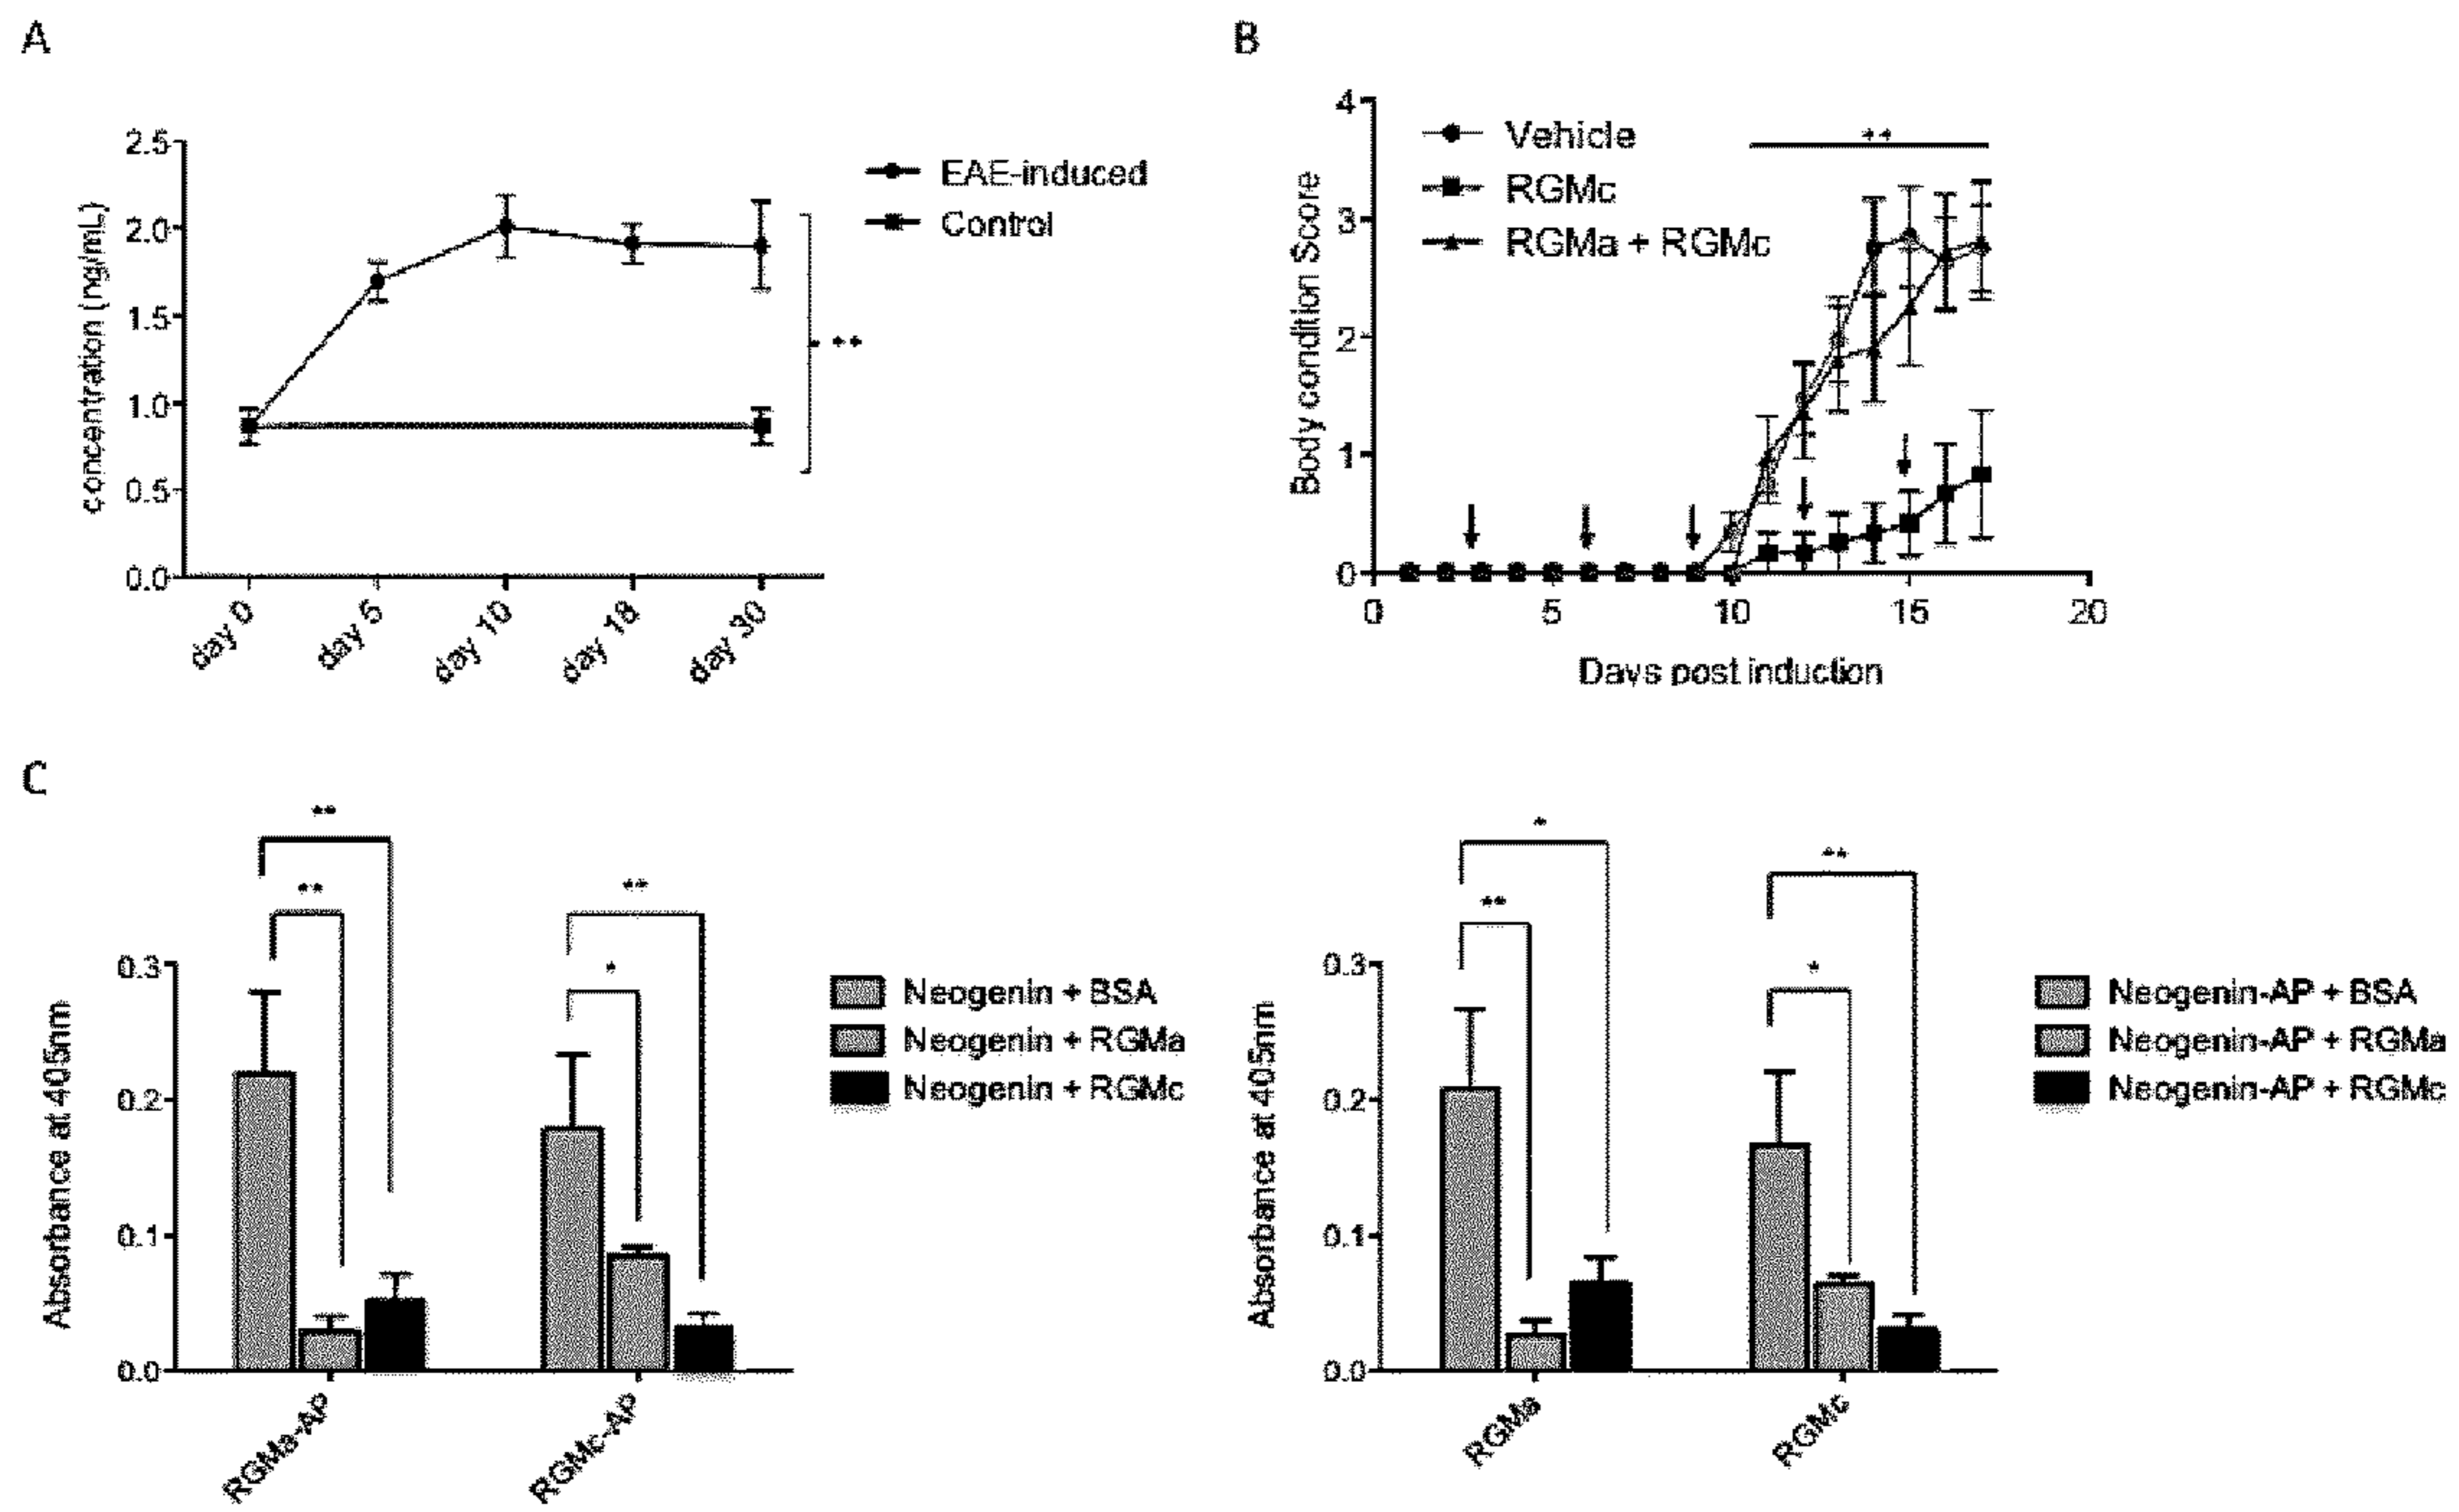 A
2.5
2.0
1.5
1.0
0.5
0.0
concentration (ng/mL)
day 0
day 5
day 10
day 18
day 30
EAE-induced
Control
***
B
4
3
2
1
0
Body condition Score
Vehicle
RGMc
RGMa + RGMc
**
0
5
10
15
20
Days post induction
C
**
**
**
*
0.3
0.2
0.1
0.0
Absorbance at 405nm
RGMa-Ap
RGMc-Ap
Neogenin + BSA
Neogenin + RGMa
Neogenin + RGMc
*
**
**
*
0.3
0.2
0.1
0.0
Absorbance at 405nm
RGMa
RGMc
Neogenin-AP + BSA
Neogenin-AP + RGMa
Neogenin-AP + RGMc